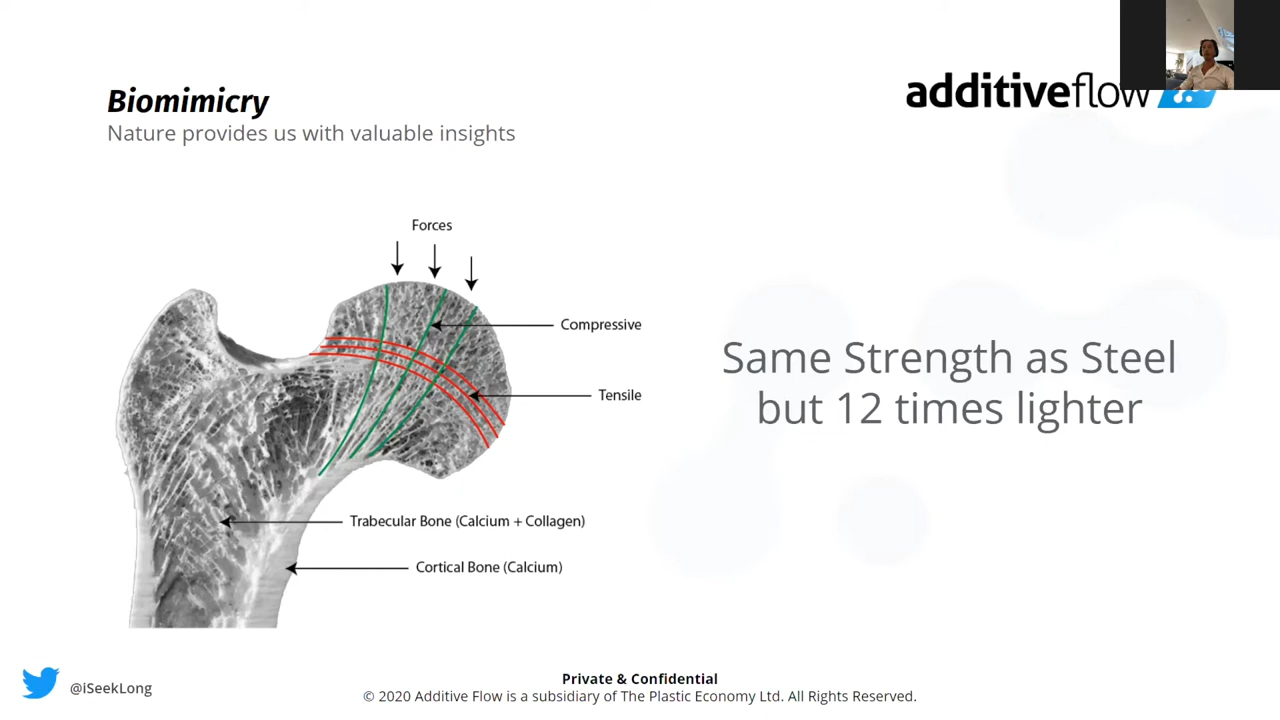 Biomimicry
Nature provides us with valuable insights
additiveflow
Forces
Compressive
Tensile
Same Strength as Steel
but 12 times lighter
Trabecular Bone (Calcium + Collagen)
Cortical Bone (Calcium)
@iSeekLong
Private & Confidential
© 2020 Additive Flow is a subsidiary of The Plastic Economy Ltd. All Rights Reserved.